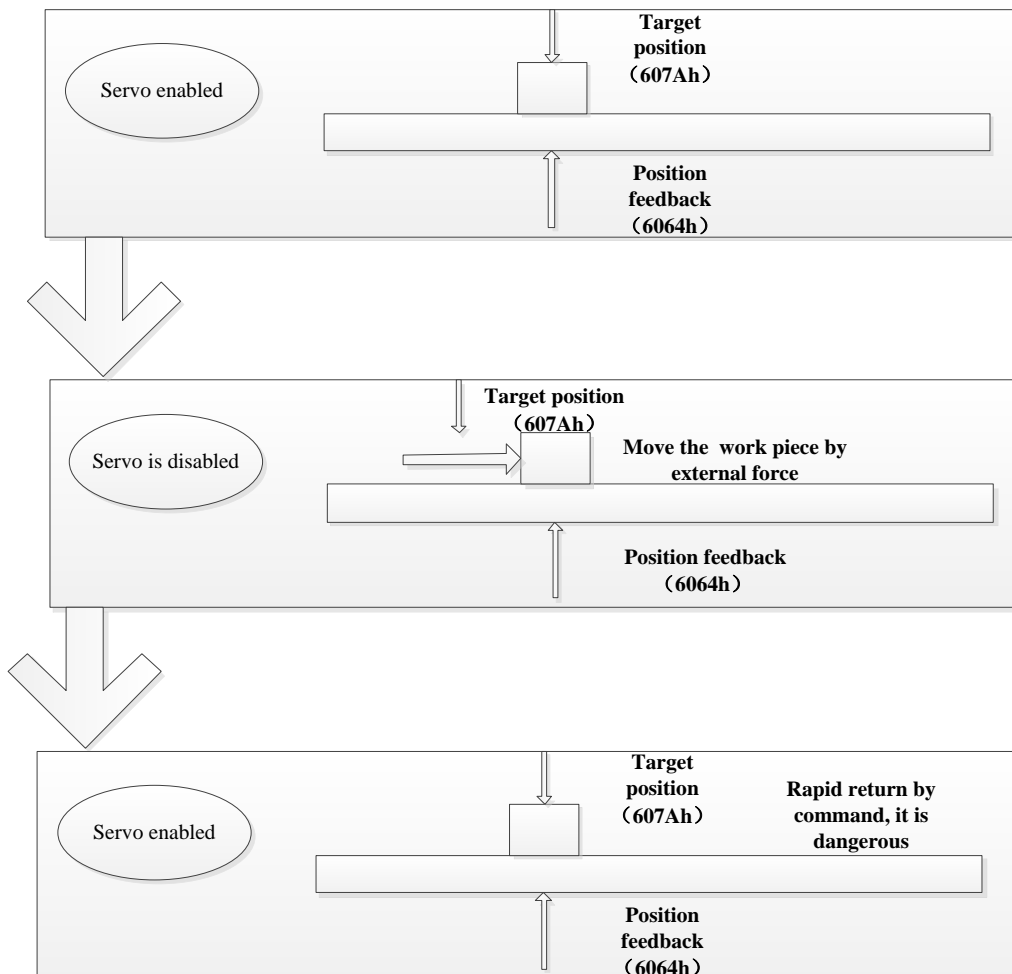 Servo enabled
Target
position
（607Ah）
Position
feedback
（6064h）
Servo is disabled
Target position
（607Ah）
Move the work piece by
external force
Position feedback
（6064h）
Servo enabled
Target
position
（607Ah）
Rapid return by
command, it is
dangerous
Position
feedback
（6064h）